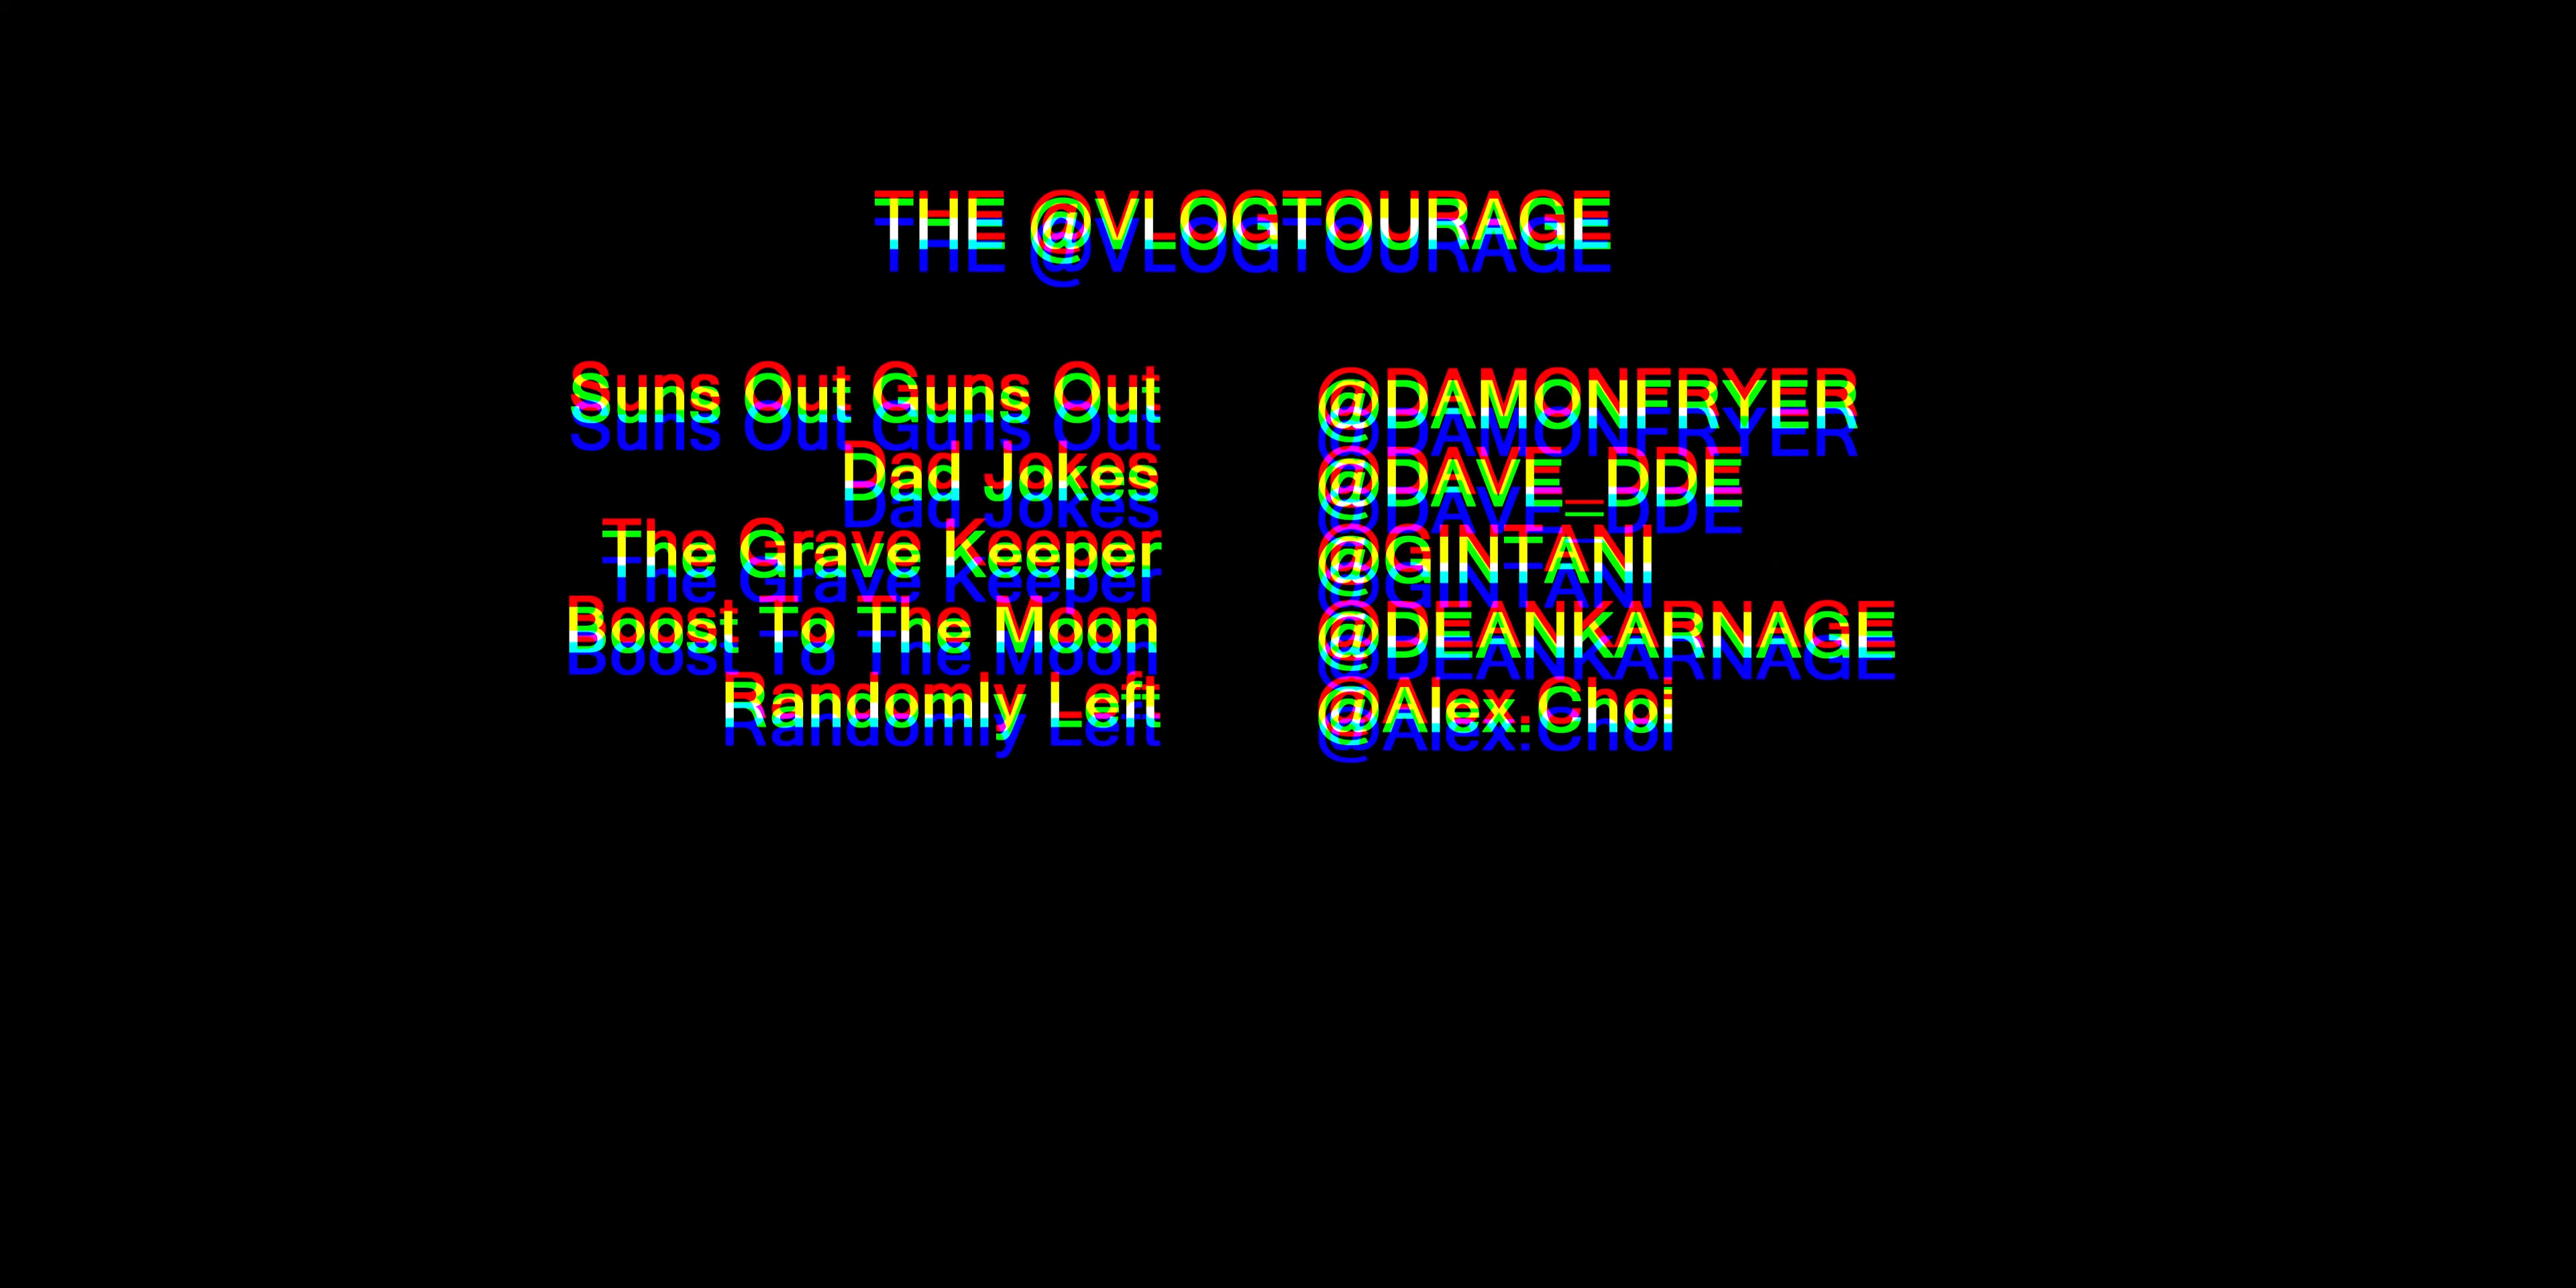 THE @VLOGTOURAGE
Suns Out Guns Out @DAMONFRYER
Dad Jokes @DAVE_DDE
The Grave Keeper @GINTANI
Boost To The Moon @DEANKARNAGE
Randomly Left @Alex.Choi